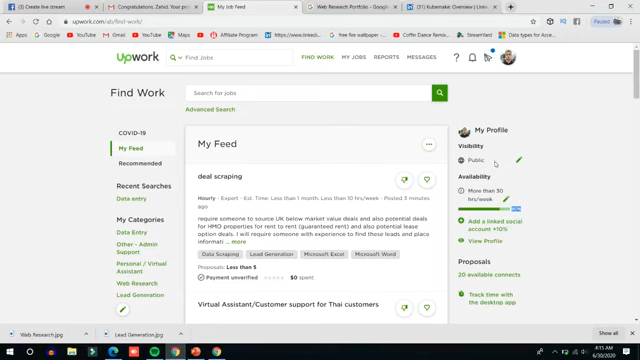 Create live stream
Congratulations, Zahid. Your prop
My Job Feed
Web Research Portfolio - Google
(31) Kubernake: Overview | Linked
upwork.com/ab/find-work/
Paused
Apps
Google
YouTube
Gmail
YouTube
Maps
Affiliate Program
https://www.linkedi...
free fire wallpaper...
Coffin Dance Remin...
StreamYard
Data types for Acce...
upwork
Find Jobs
FIND WORK
MY JOBS
REPORTS
MESSAGES
Find Work
Search for jobs
Advanced Search
COVID-19
My Feed
Recommended
Recent Searches
Data entry
My Categories
Data Entry
Other - Admin
Support
Personal / Virtual
Assistant
Web Research
Lead Generation
My Feed
deal scraping
Hourly - Expert - Est. Time: Less than 1 month, Less than 10 hrs/week - Posted 3 minutes
ago
require someone to source UK below market value deals and also potential deals
for HMO properties for rent to rent (guaranteed rent) and also potential lease
option deals. I will require someone with experience to find these leads and place
informati ... more
Data Scraping
Lead Generation
Microsoft Excel
Microsoft Word
Proposals: Less than 5
Payment unverified
$0 spent
Virtual Assistant/Customer support for Thai customers
My Profile
Visibility
Public
Availability
More than 30
hrs/week
Add a linked social
account +10%
View Profile
Proposals
20 available connects
Track time with
the desktop app
Web Research.jpg
Lead Generation.jpg
Show all
4:15 AM
6/30/2020